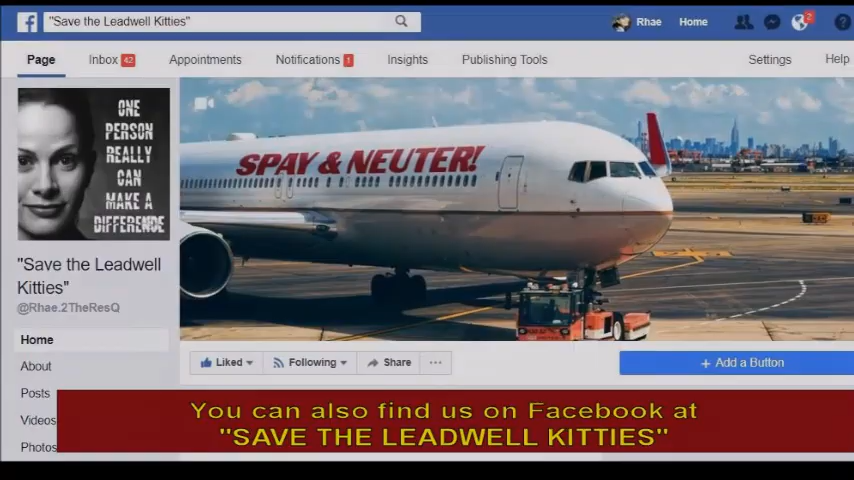 "Save the Leadwell Kitties"
Rhae Home 2
Page Inbox 42 Appointments Notifications 1 Insights Publishing Tools Settings Help
ONE
PERSON
REALLY
CAN
MAKE A
DIFFERENCE
SPAY & NEUTER!
"Save the Leadwell
Kitties"
@Rhae.2TheResQ
Home
About
Posts
Videos
Photos
Liked Following Share ...
+ Add a Button
You can also find us on Facebook at
"SAVE THE LEADWELL KITTIES"